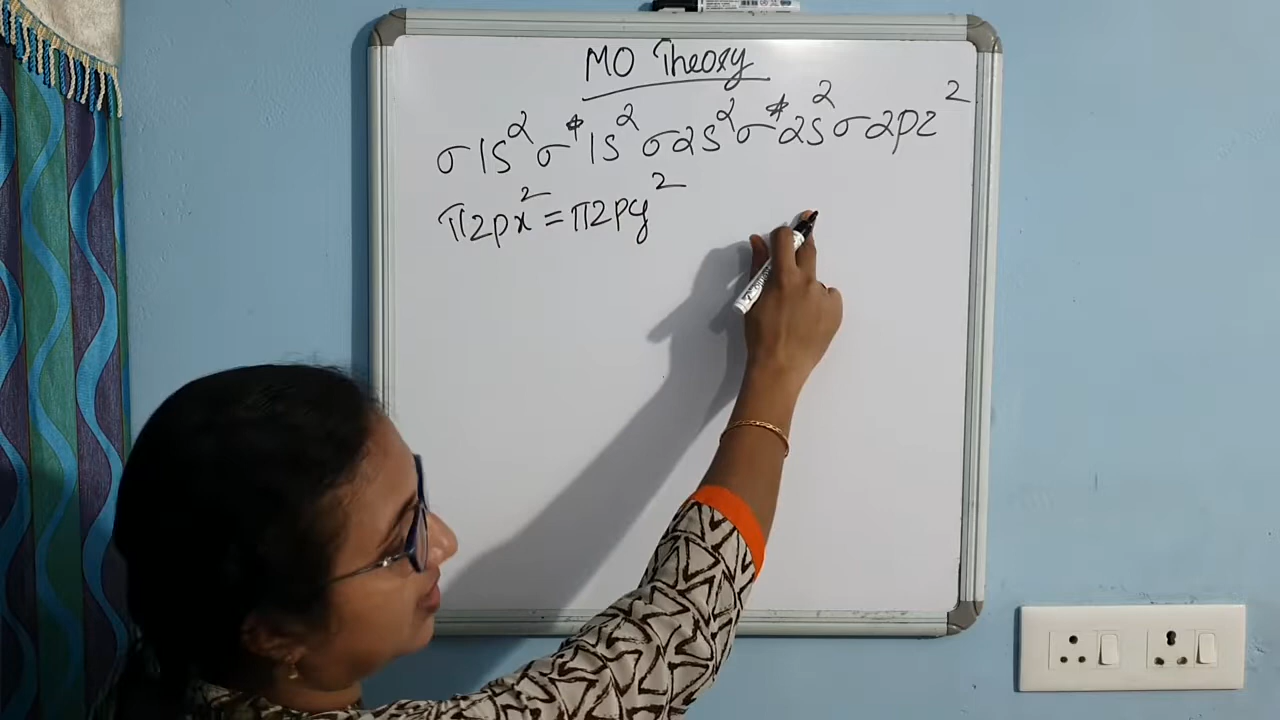 MO Theory
σ1s² σ*1s² σ2s² σ*2s² σ2pz²
π2px² = π2py²